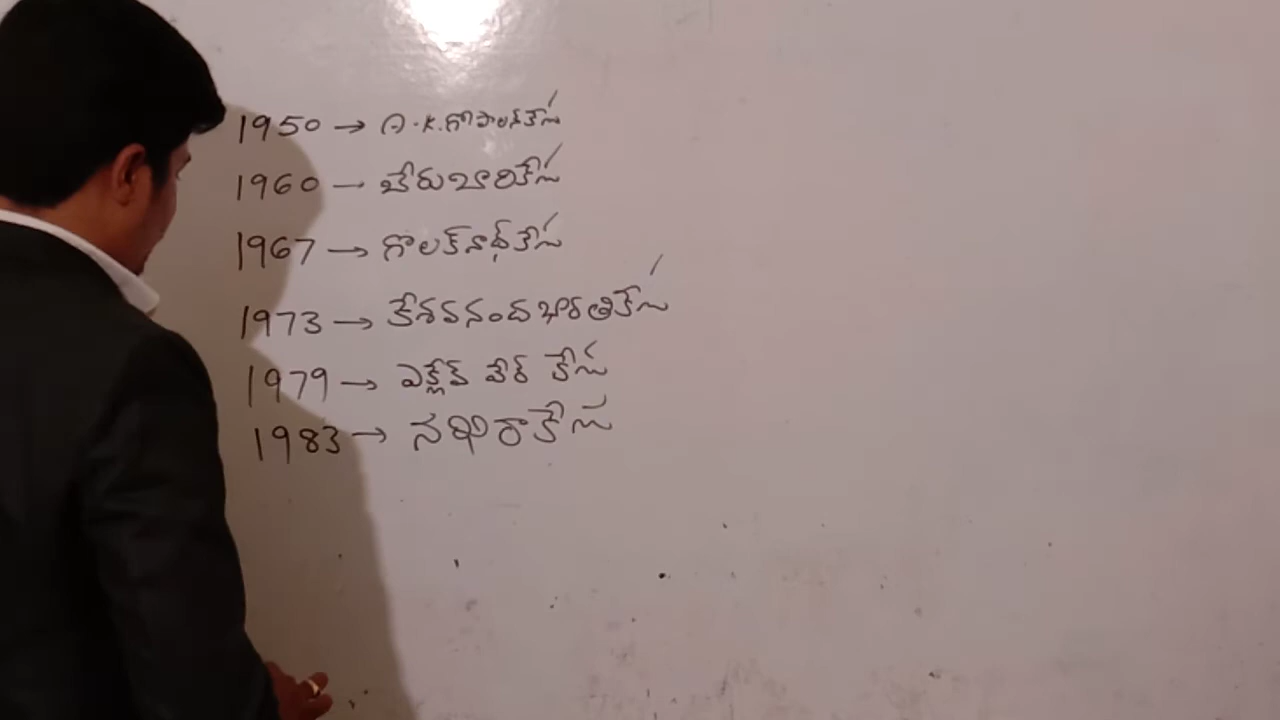 1950 → A.K. గోపాలన్ కేస్
1960 — బేరుబారి కేస్
1967 → గోలక్ నాథ్ కేస్
1973 → కేశవనంద భారతి కేస్
1979 → ఎక్సేల్ వేర్ కేస్
1983 → నఖిరా కేస్